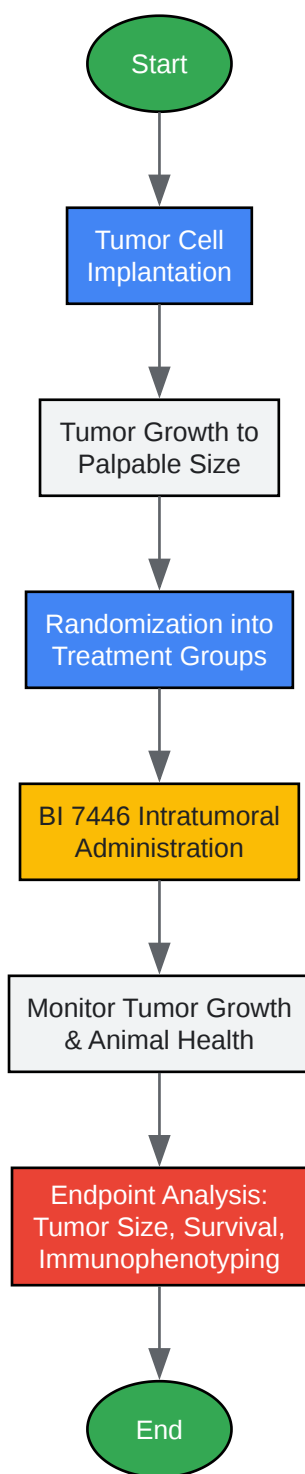 Start
Tumor Cell
Implantation
Tumor Growth to
Palpable Size
Randomization into
Treatment Groups
BI 7446 Intratumoral
Administration
Monitor Tumor Growth
& Animal Health
Endpoint Analysis:
Tumor Size, Survival,
Immunophenotyping
End